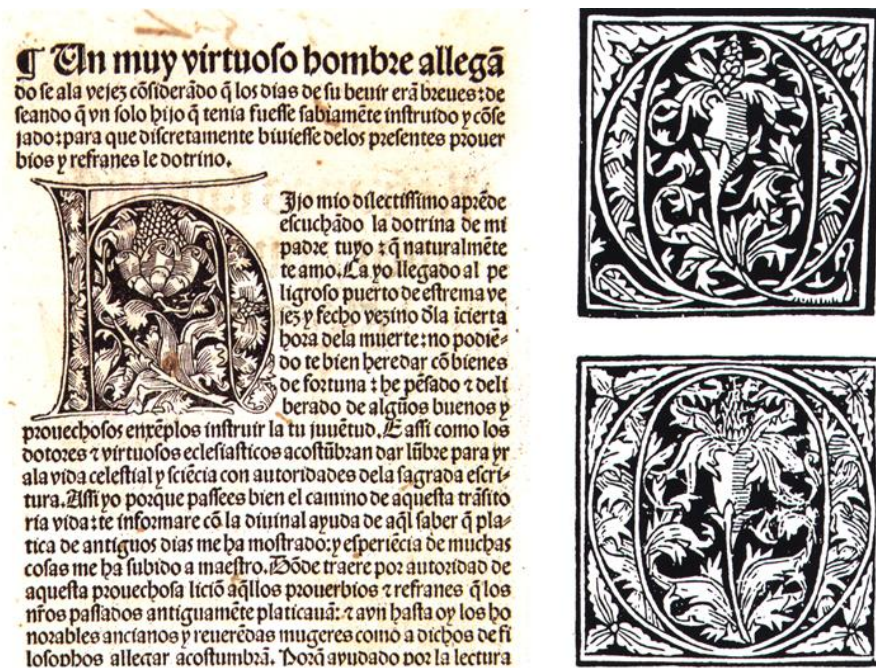 ¶ Un muy virtuoſo hombre allegā
do ſe ala vejez cōſiderādo q̄ los dias de ſu beuir erā breues: de
ſeando q̄ vn ſolo hijo q̄ tenia fueſſe ſabiamēte inſtruido y cōſe
jado: para que diſcretamente biuieſſe delos preſentes prouer
bios y refranes le dotrino.
HIjo mio dilectiſſimo aprēde
eſcuchādo la dotrina de mi
padre tuyo ⁊ q̄ naturalmēte
te amo. Ca yo llegado al pe
ligroſo puerto de eſtrema ve
jez y fecho vezino d̄la īcierta
hora dela muerte: no podiē-
do te bien heredar cō bienes
de fortuna ⁊ he pēſado ⁊ deli
berado de algūos buenos y
prouechoſos enxēplos inſtruir la tu juuētud. E aſſi como los
dotores ⁊ virtuoſos ecleſiaſticos acoſtūbran dar lūbre para yr
ala vida celeſtial y ſciēcia con autoridades dela ſagrada eſcri-
tura. Aſſi yo porque paſſees bien el camino de aqueſta trāſito
ria vida: te informare cō la diuinal ayuda de aq̄l ſaber q̄ pla-
tica de antiguos dias me ha moſtrado: y eſperiēcia de muchas
coſas me ha ſubido a maeſtro. Dōde traere por autoridad de
aqueſta prouechoſa liciō aq̄llos prouerbios ⁊ refranes q̄ los
nr̄os paſſados antiguamēte platicauā: ⁊ avn haſta oy los ho
norables ancianos y reuerēdas mugeres como a dichos de fi
loſophos allegar acoſtumbrā. Porq̄ ayudado por la lectura
Q
O